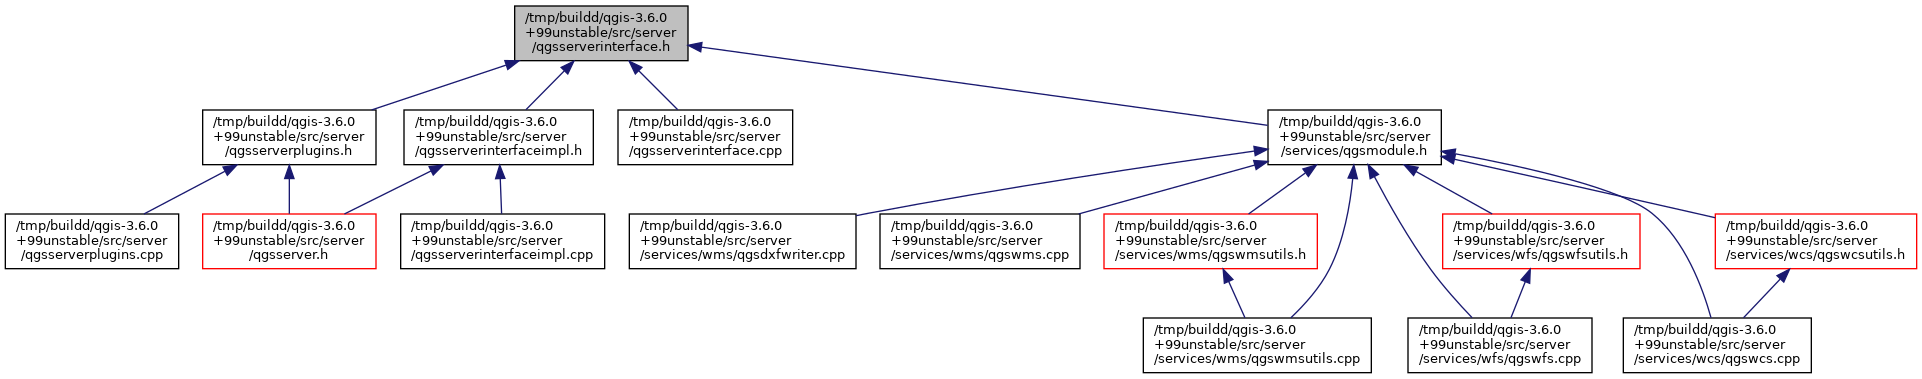 /tmp/buildd/qgis-3.6.0
+99unstable/src/server
/qgsserverinterface.h
/tmp/buildd/qgis-3.6.0
+99unstable/src/server
/qgsserverplugins.h
/tmp/buildd/qgis-3.6.0
+99unstable/src/server
/qgsserverinterfaceimpl.h
/tmp/buildd/qgis-3.6.0
+99unstable/src/server
/qgsserverinterface.cpp
/tmp/buildd/qgis-3.6.0
+99unstable/src/server
/services/qgsmodule.h
/tmp/buildd/qgis-3.6.0
+99unstable/src/server
/qgsserverplugins.cpp
/tmp/buildd/qgis-3.6.0
+99unstable/src/server
/qgsserver.h
/tmp/buildd/qgis-3.6.0
+99unstable/src/server
/qgsserverinterfaceimpl.cpp
/tmp/buildd/qgis-3.6.0
+99unstable/src/server
/services/wms/qgsdxfwriter.cpp
/tmp/buildd/qgis-3.6.0
+99unstable/src/server
/services/wms/qgswms.cpp
/tmp/buildd/qgis-3.6.0
+99unstable/src/server
/services/wms/qgswmsutils.h
/tmp/buildd/qgis-3.6.0
+99unstable/src/server
/services/wfs/qgswfsutils.h
/tmp/buildd/qgis-3.6.0
+99unstable/src/server
/services/wcs/qgswcsutils.h
/tmp/buildd/qgis-3.6.0
+99unstable/src/server
/services/wms/qgswmsutils.cpp
/tmp/buildd/qgis-3.6.0
+99unstable/src/server
/services/wfs/qgswfs.cpp
/tmp/buildd/qgis-3.6.0
+99unstable/src/server
/services/wcs/qgswcs.cpp